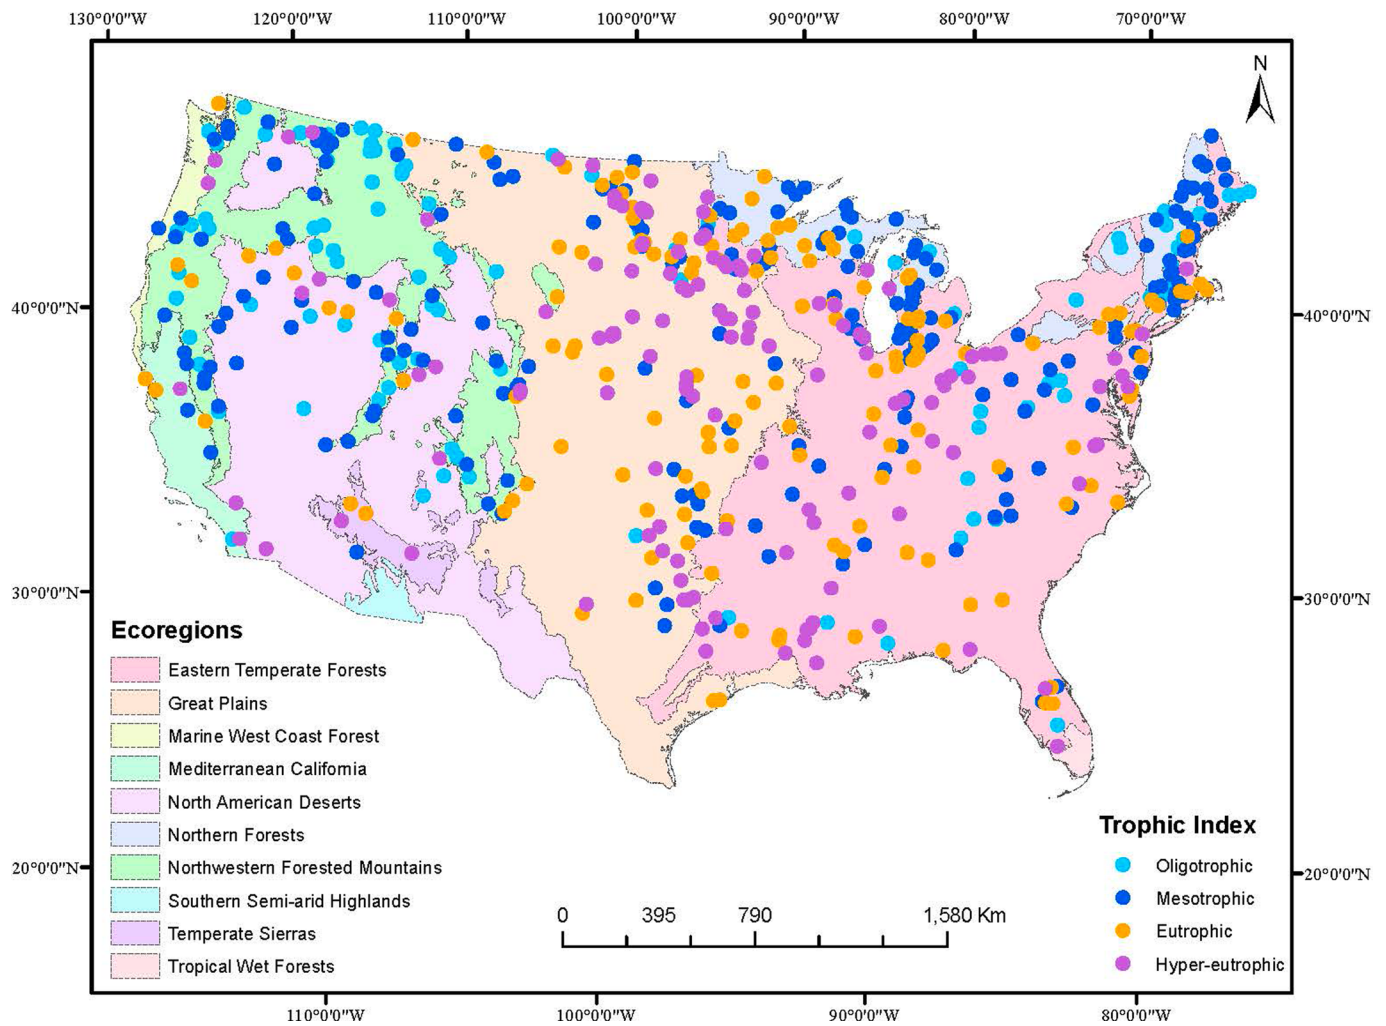 130°0'0"W 120°0'0"W 110°0'0"W 100°0'0"W 90°0'0"W 80°0'0"W 70°0'0"W
N
40°0'0"N 40°0'0"N
30°0'0"N 30°0'0"N
Ecoregions
Eastern Temperate Forests
Great Plains
Marine West Coast Forest
Mediterranean California
North American Deserts
Northern Forests
Northwestern Forested Mountains
Southern Semi-arid Highlands
Temperate Sierras
Tropical Wet Forests
20°0'0"N 20°0'0"N
0 395 790 1,580 Km
Trophic Index
Oligotrophic
Mesotrophic
Eutrophic
Hyper-eutrophic
110°0'0"W 100°0'0"W 90°0'0"W 80°0'0"W